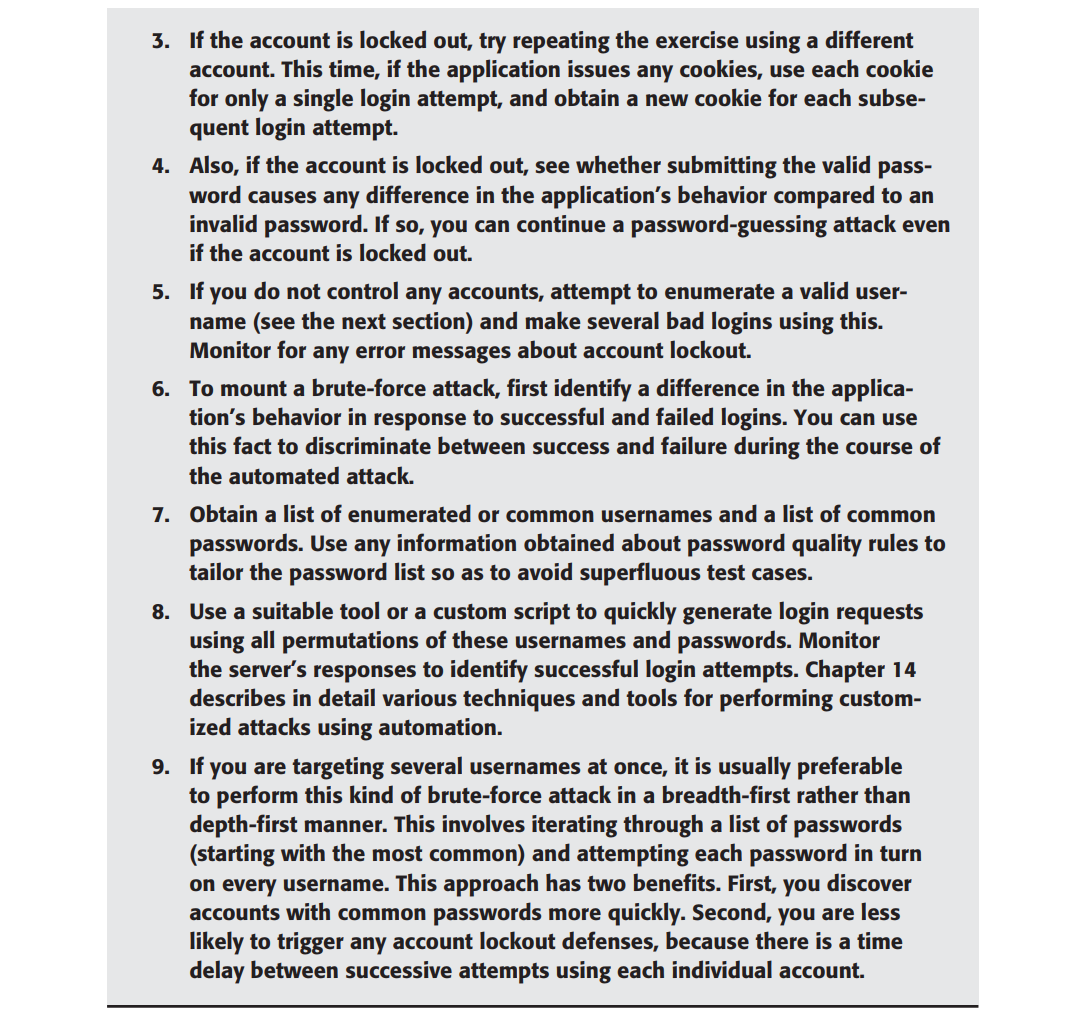 3. If the account is locked out, try repeating the exercise using a different
account. This time, if the application issues any cookies, use each cookie
for only a single login attempt, and obtain a new cookie for each subse-
quent login attempt.
4. Also, if the account is locked out, see whether submitting the valid pass-
word causes any difference in the application’s behavior compared to an
invalid password. If so, you can continue a password-guessing attack even
if the account is locked out.
5. If you do not control any accounts, attempt to enumerate a valid user-
name (see the next section) and make several bad logins using this.
Monitor for any error messages about account lockout.
6. To mount a brute-force attack, first identify a difference in the applica-
tion’s behavior in response to successful and failed logins. You can use
this fact to discriminate between success and failure during the course of
the automated attack.
7. Obtain a list of enumerated or common usernames and a list of common
passwords. Use any information obtained about password quality rules to
tailor the password list so as to avoid superfluous test cases.
8. Use a suitable tool or a custom script to quickly generate login requests
using all permutations of these usernames and passwords. Monitor
the server’s responses to identify successful login attempts. Chapter 14
describes in detail various techniques and tools for performing custom-
ized attacks using automation.
9. If you are targeting several usernames at once, it is usually preferable
to perform this kind of brute-force attack in a breadth-first rather than
depth-first manner. This involves iterating through a list of passwords
(starting with the most common) and attempting each password in turn
on every username. This approach has two benefits. First, you discover
accounts with common passwords more quickly. Second, you are less
likely to trigger any account lockout defenses, because there is a time
delay between successive attempts using each individual account.